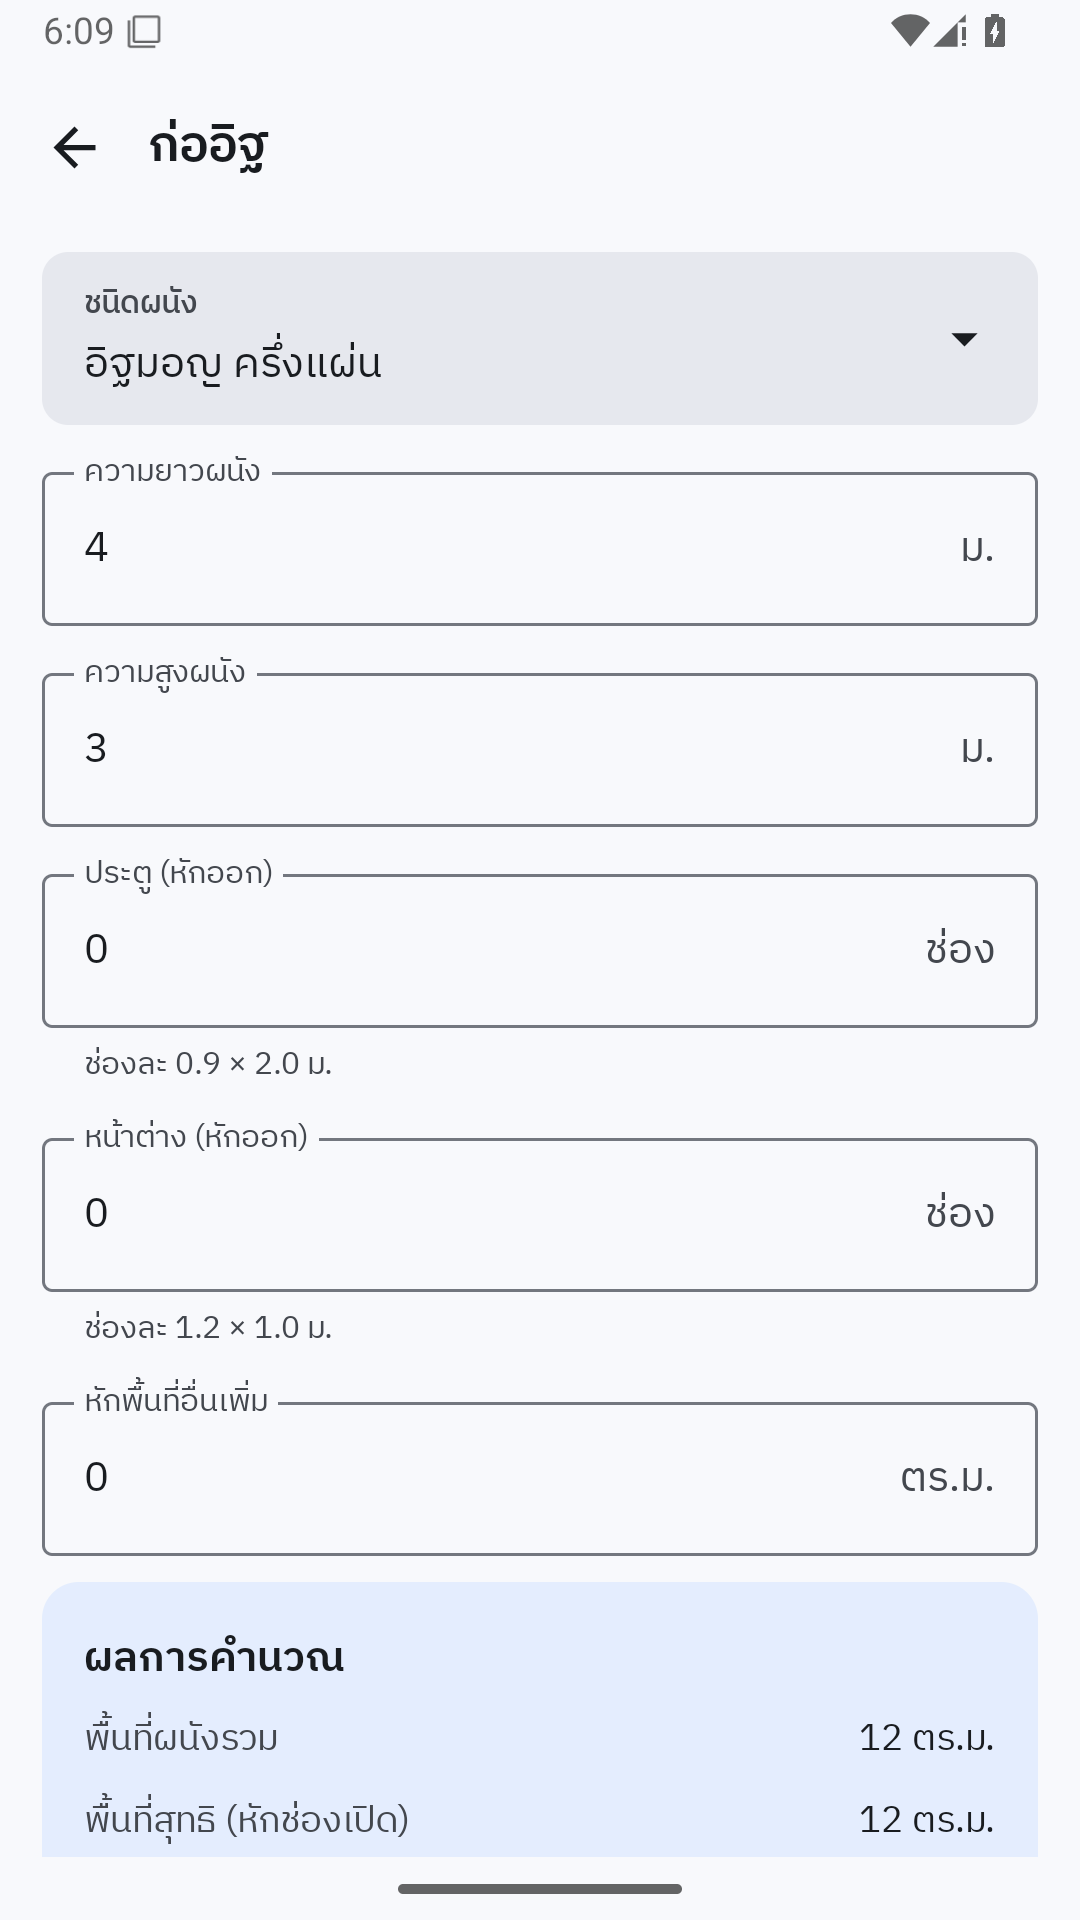 6:09
ก่ออิฐ
ชนิดผนัง
อิฐมอญ ครึ่งแผ่น
ความยาวผนัง
4 ม.
ความสูงผนัง
3 ม.
ประตู (หักออก)
0 ช่อง
ช่องละ 0.9 × 2.0 ม.
หน้าต่าง (หักออก)
0 ช่อง
ช่องละ 1.2 × 1.0 ม.
หักพื้นที่อื่นเพิ่ม
0 ตร.ม.
ผลการคำนวณ
พื้นที่ผนังรวม 12 ตร.ม.
พื้นที่สุทธิ (หักช่องเปิด) 12 ตร.ม.